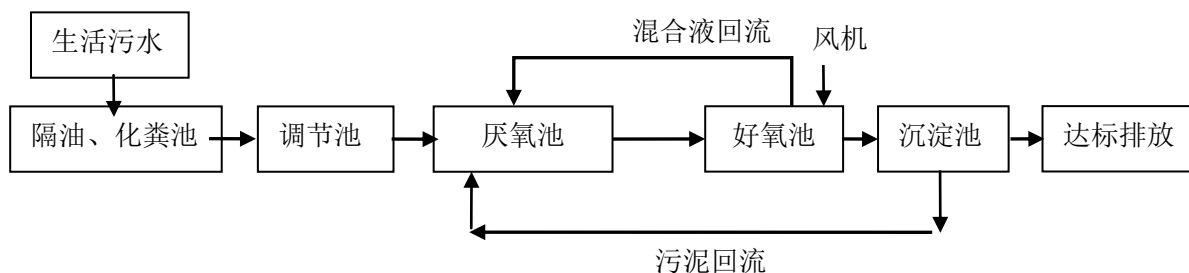 生活污水
混合液回流
风机
隔油、化粪池
调节池
厌氧池
好氧池
沉淀池
达标排放
污泥回流